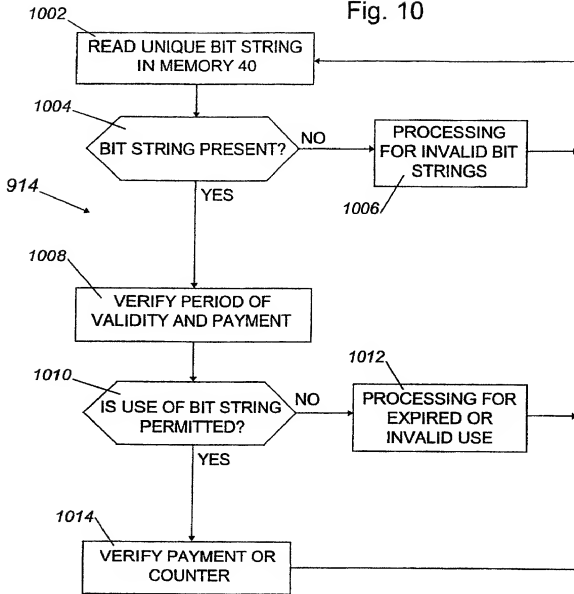 Fig. 10
1002
READ UNIQUE BIT STRING
IN MEMORY 40
1004
BIT STRING PRESENT?
NO
PROCESSING
FOR INVALID BIT
STRINGS
1006
YES
914
1008
VERIFY PERIOD OF
VALIDITY AND PAYMENT
1010
IS USE OF BIT STRING
PERMITTED?
NO
1012
PROCESSING FOR
EXPIRED OR
INVALID USE
YES
1014
VERIFY PAYMENT OR
COUNTER